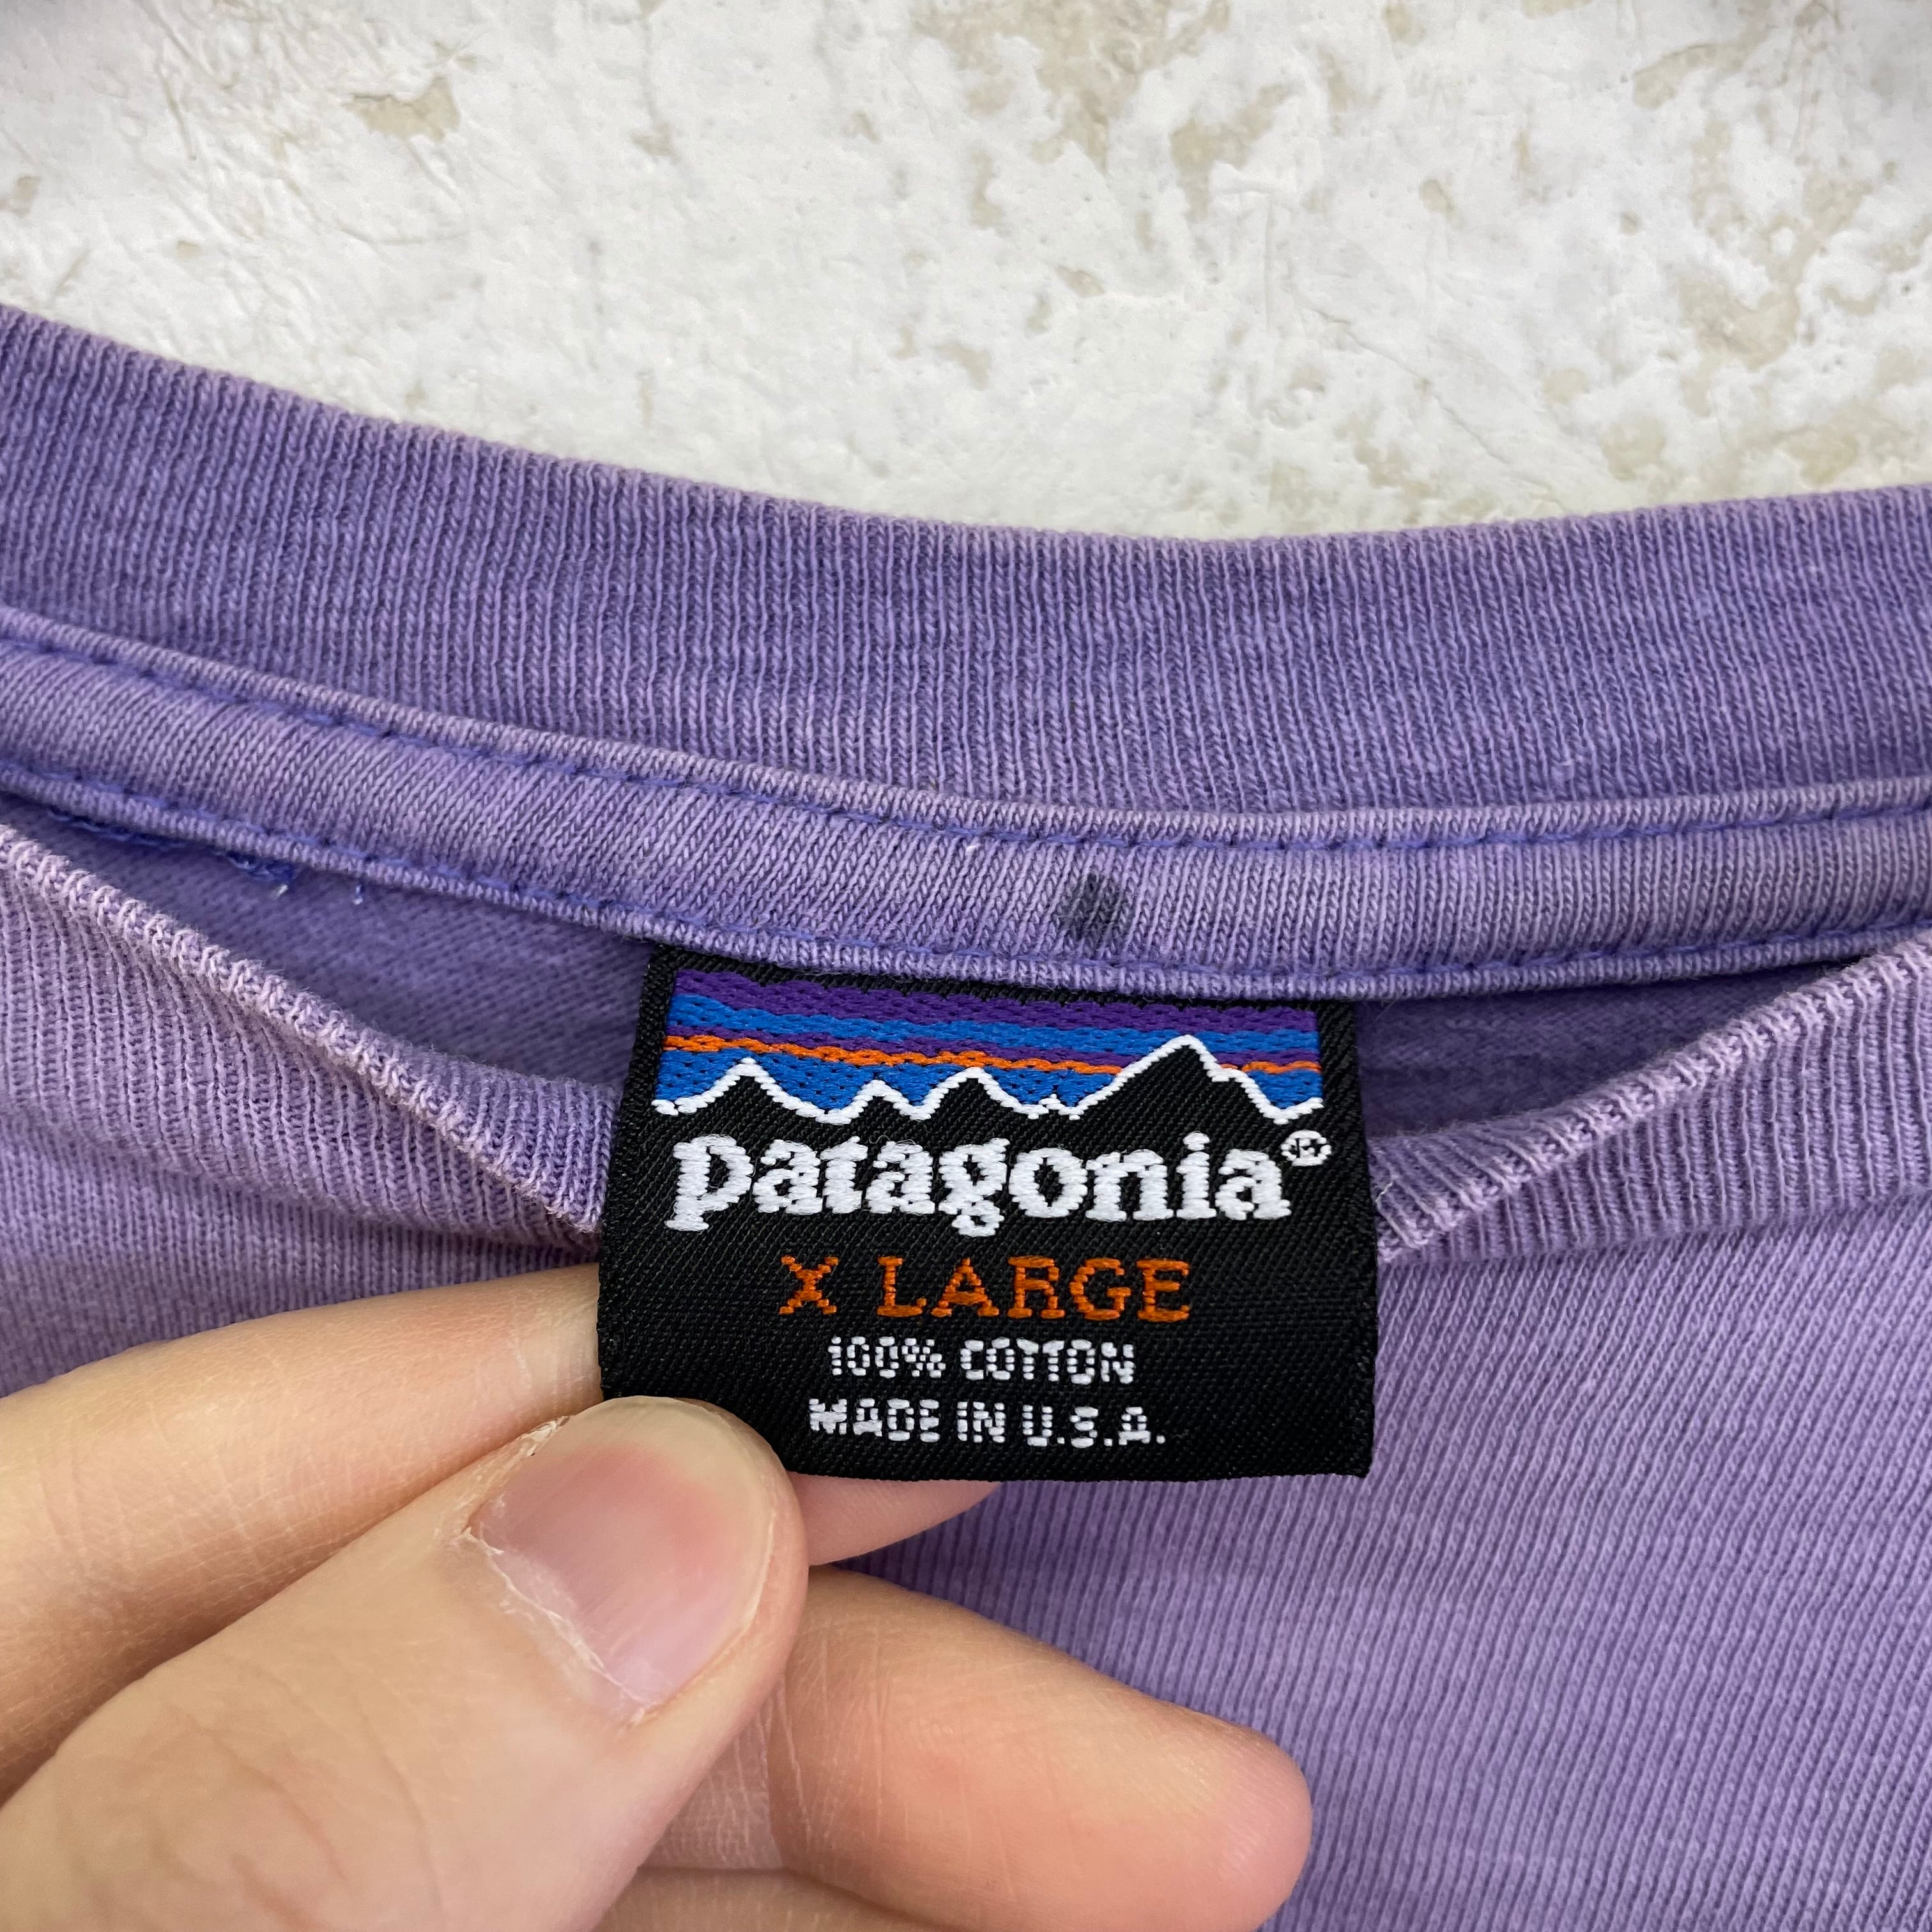 patagonia®
X LARGE
100% COTTON
MADE IN U.S.A.